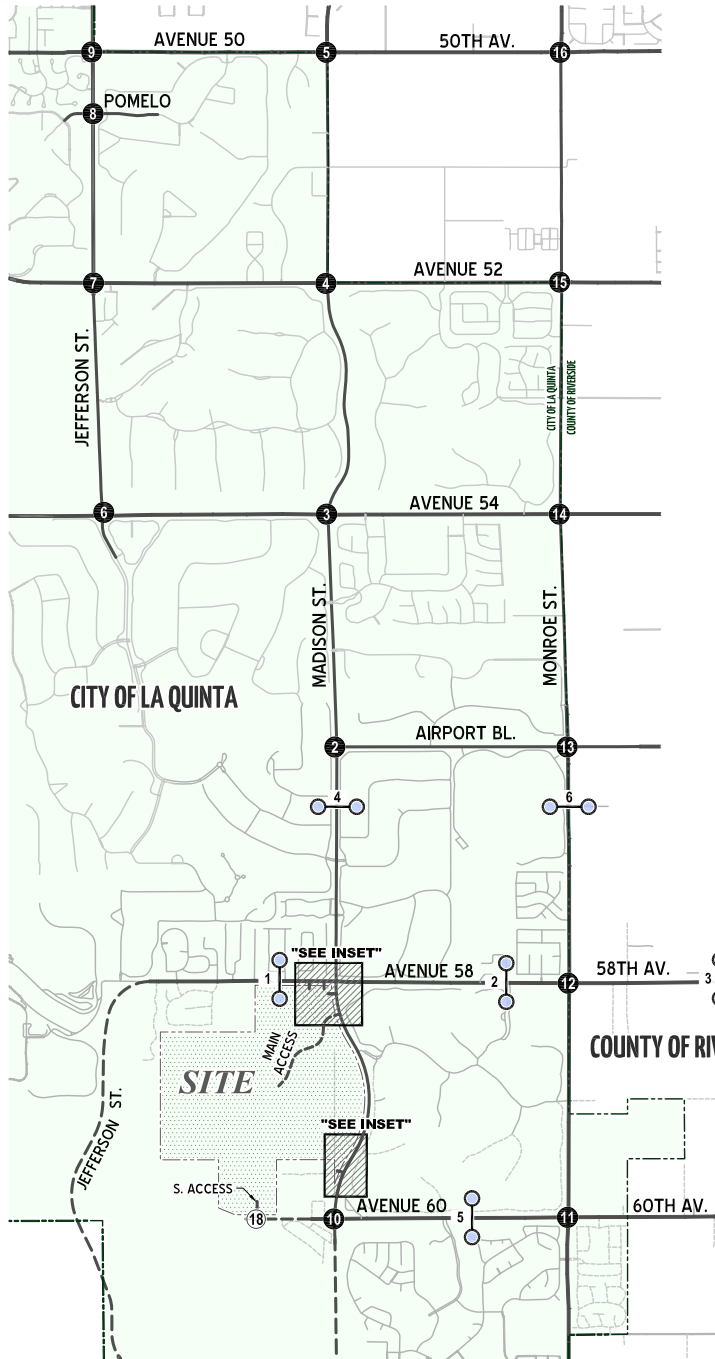 AVENUE 50
50TH AV.
9
5
16
8
POMELO
AVENUE 52
7
4
15
JEFFERSON ST.
CITY OF LA QUINTA
COUNTY OF RIVERSIDE
AVENUE 54
6
3
14
MADISON ST.
MONROE ST.
CITY OF LA QUINTA
AIRPORT BL.
2
13
4
6
"SEE INSET"
AVENUE 58
58TH AV.
1
2
12
3
MAIN
ACCESS
COUNTY OF RIV
SITE
JEFFERSON ST.
"SEE INSET"
S. ACCESS
AVENUE 60
60TH AV.
18
10
5
11